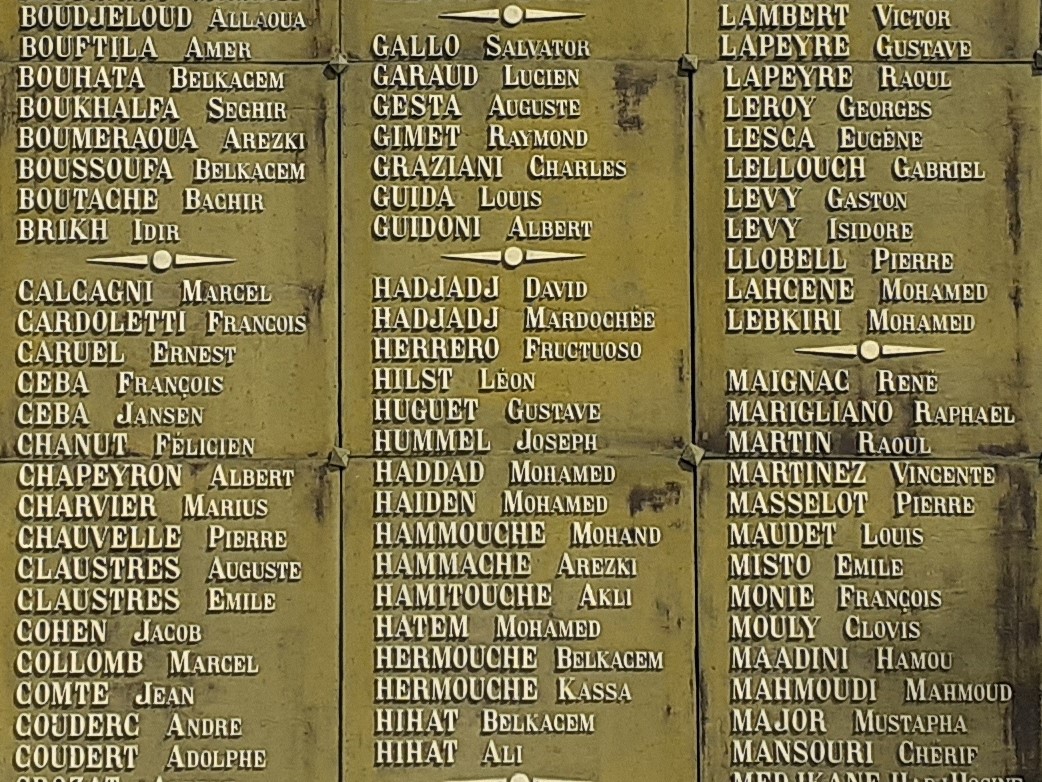 BOUDJELOUD ALLAOUA
BOUFTILA AMER
BOUHATA BELKACEM
BOUKHALFA SEGHIR
BOUMERAOUA AREZKI
BOUSSOUFA BELKACEM
BOUTACHE BACHIR
BRIKH IDIR
CALCAGNI MARCEL
CARDOLETTI FRANCOIS
CARUEL ERNEST
CEBA FRANÇOIS
CEBA JANSEN
CHANUT FÉLICIEN
CHAPEYRON ALBERT
CHARVIER MARIUS
CHAUVELLE PIERRE
CLAUSTRES AUGUSTE
CLAUSTRES EMILE
COHEN JACOB
COLLOMB MARCEL
COMTE JEAN
COUDERC ANDRE
COUDERT ADOLPHE
GALLO SALVATOR
GARAUD LUCIEN
GESTA AUGUSTE
GIMET RAYMOND
GRAZIANI CHARLES
GUIDA LOUIS
GUIDONI ALBERT
HADJADJ DAVID
HADJADJ MARDOCHÉE
HERRERO FRUCTUOSO
HILST LÉON
HUGUET GUSTAVE
HUMMEL JOSEPH
HADDAD MOHAMED
HAIDEN MOHAMED
HAMMOUCHE MOHAND
HAMMACHE AREZKI
HAMITOUCHE AKLI
HATEM MOHAMED
HERMOUCHE BELKACEM
HERMOUCHE KASSA
HIHAT BELKACEM
HIHAT ALI
LAMBERT VICTOR
LAPEYRE GUSTAVE
LAPEYRE RAOUL
LEROY GEORGES
LESCA EUGÈNE
LELLOUCH GABRIEL
LEVY GASTON
LEVY ISIDORE
LLOBELL PIERRE
LAHCENE MOHAMED
LEBKIRI MOHAMED
MAIGNAC RENÉ
MARIGLIANO RAPHAËL
MARTIN RAOUL
MARTINEZ VINCENTE
MASSELOT PIERRE
MAUDET LOUIS
MISTO EMILE
MONIE FRANÇOIS
MOULY CLOVIS
MAADINI HAMOU
MAHMOUDI MAHMOUD
MAJOR MUSTAPHA
MANSOURI CHÉRIF